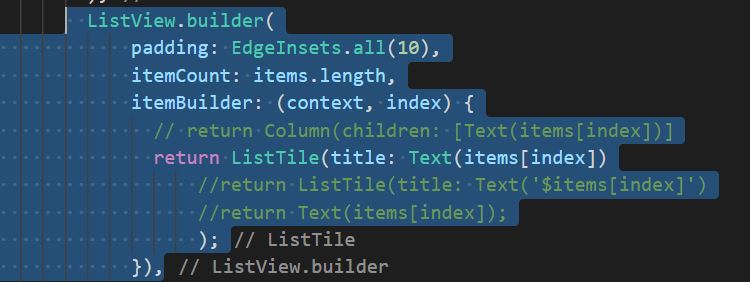 ListView.builder(
padding: EdgeInsets.all(10),
itemCount: items.length,
itemBuilder: (context, index) {
// return Column(children: [Text(items[index])]
return ListTile(title: Text(items[index])
//return ListTile(title: Text('$items[index]')
//return Text(items[index]);
); // ListTile
}), // ListView.builder